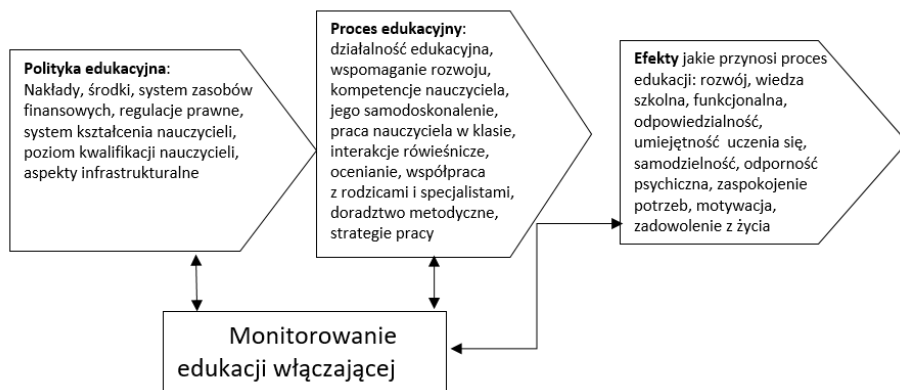 Polityka edukacyjna:
Nakłady, środki, system zasobów
finansowych, regulacje prawne,
system kształcenia nauczycieli,
poziom kwalifikacji nauczycieli,
aspekty infrastrukturalne
Proces edukacyjny:
działalność edukacyjna,
wspomaganie rozwoju,
kompetencje nauczyciela,
jego samodoskonalenie,
praca nauczyciela w klasie,
interakcje rówieśnicze,
ocenianie, współpraca
z rodzicami i specjalistami,
doradztwo metodyczne,
strategie pracy
Efekty jakie przynosi proces
edukacji: rozwój, wiedza
szkolna, funkcjonalna,
odpowiedzialność,
umiejętność uczenia się,
samodzielność, odporność
psychiczna, zaspokojenie
potrzeb, motywacja,
zadowolenie z życia
Monitorowanie
edukacji włączającej